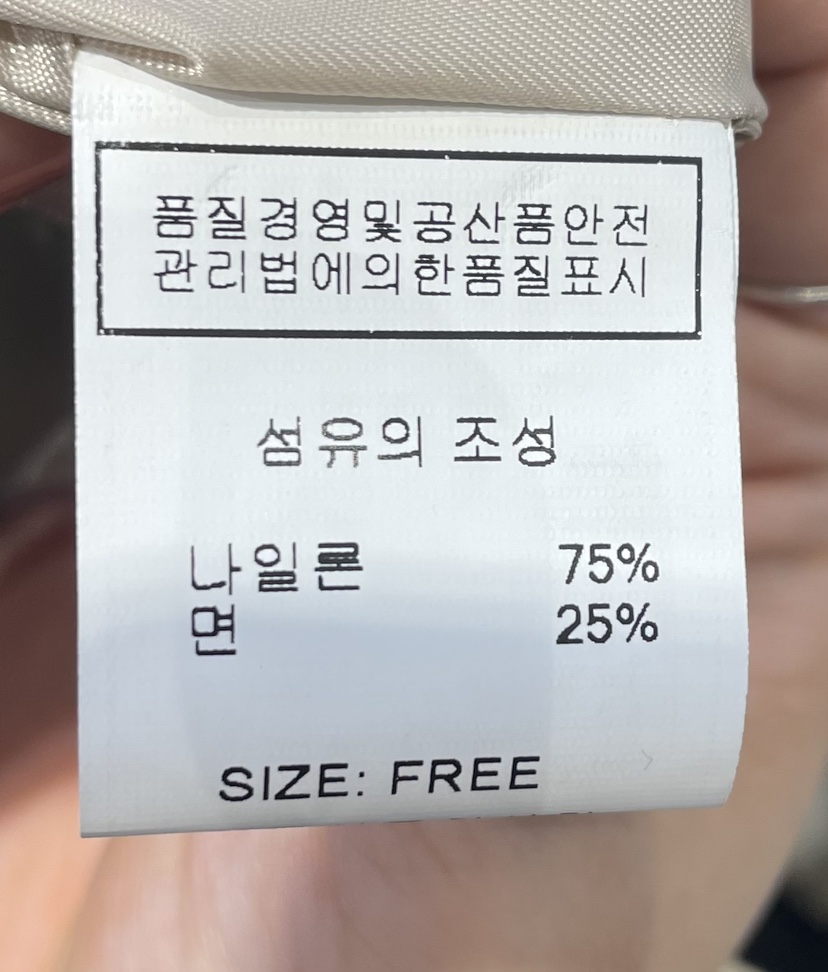 품질경영및공산품안전
관리법에의한품질표시
섬유의 조성
나일론 75%
면 25%
SIZE: FREE